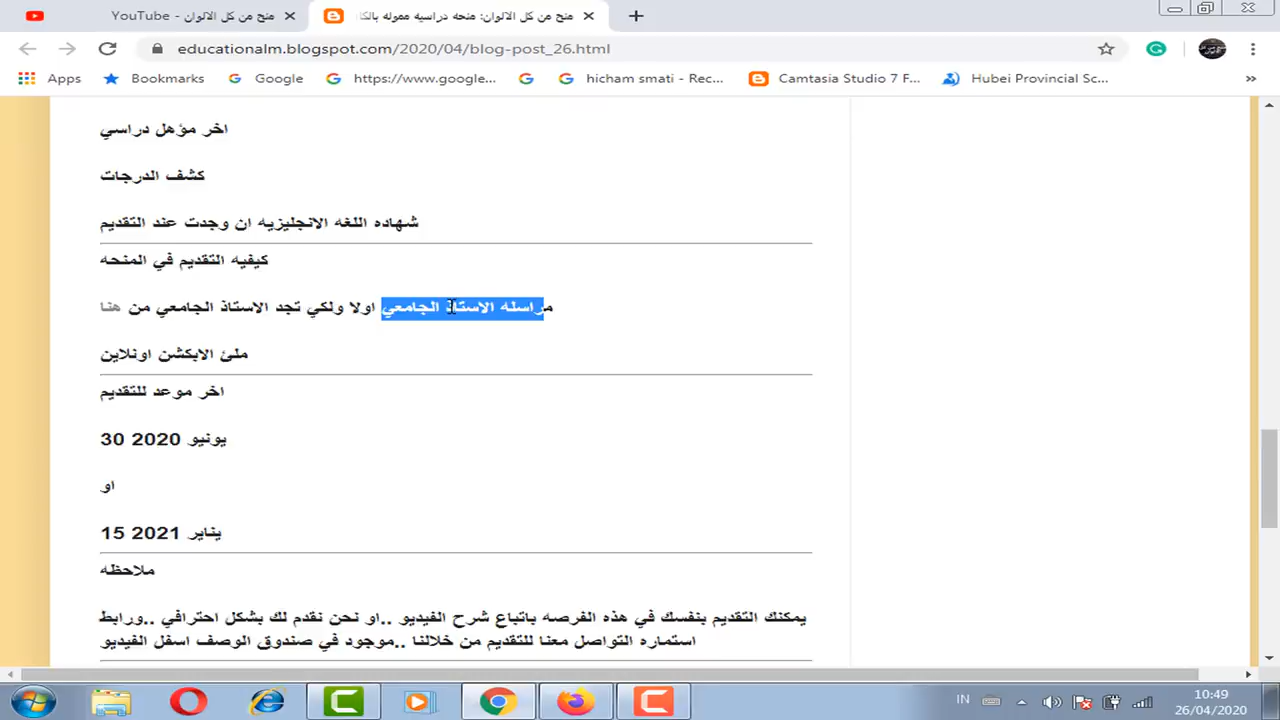 منح من كل الالوان - YouTube
منح من كل الالوان: منحه دراسيه مموله بالكا
educationalm.blogspot.com/2020/04/blog-post_26.html
Apps
Bookmarks
Google
https://www.google...
hicham smati - Rec...
Camtasia Studio 7 F...
Hubei Provincial Sc...
»
اخر مؤهل دراسي
كشف الدرجات
شهاده اللغه الانجليزيه ان وجدت عند التقديم
كيفيه التقديم في المنحه
مراسله الاستاذ الجامعي اولا ولكي تجد الاستاذ الجامعي من هنا
ملئ الابكشن اونلاين
اخر موعد للتقديم
30 يونيو 2020
او
15 يناير 2021
ملاحظه
يمكنك التقديم بنفسك في هذه الفرصه باتباع شرح الفيديو ..او نحن نقدم لك بشكل احترافي ..ورابط
استماره التواصل معنا للتقديم من خلالنا ..موجود في صندوق الوصف اسفل الفيديو
IN
10:49
26/04/2020